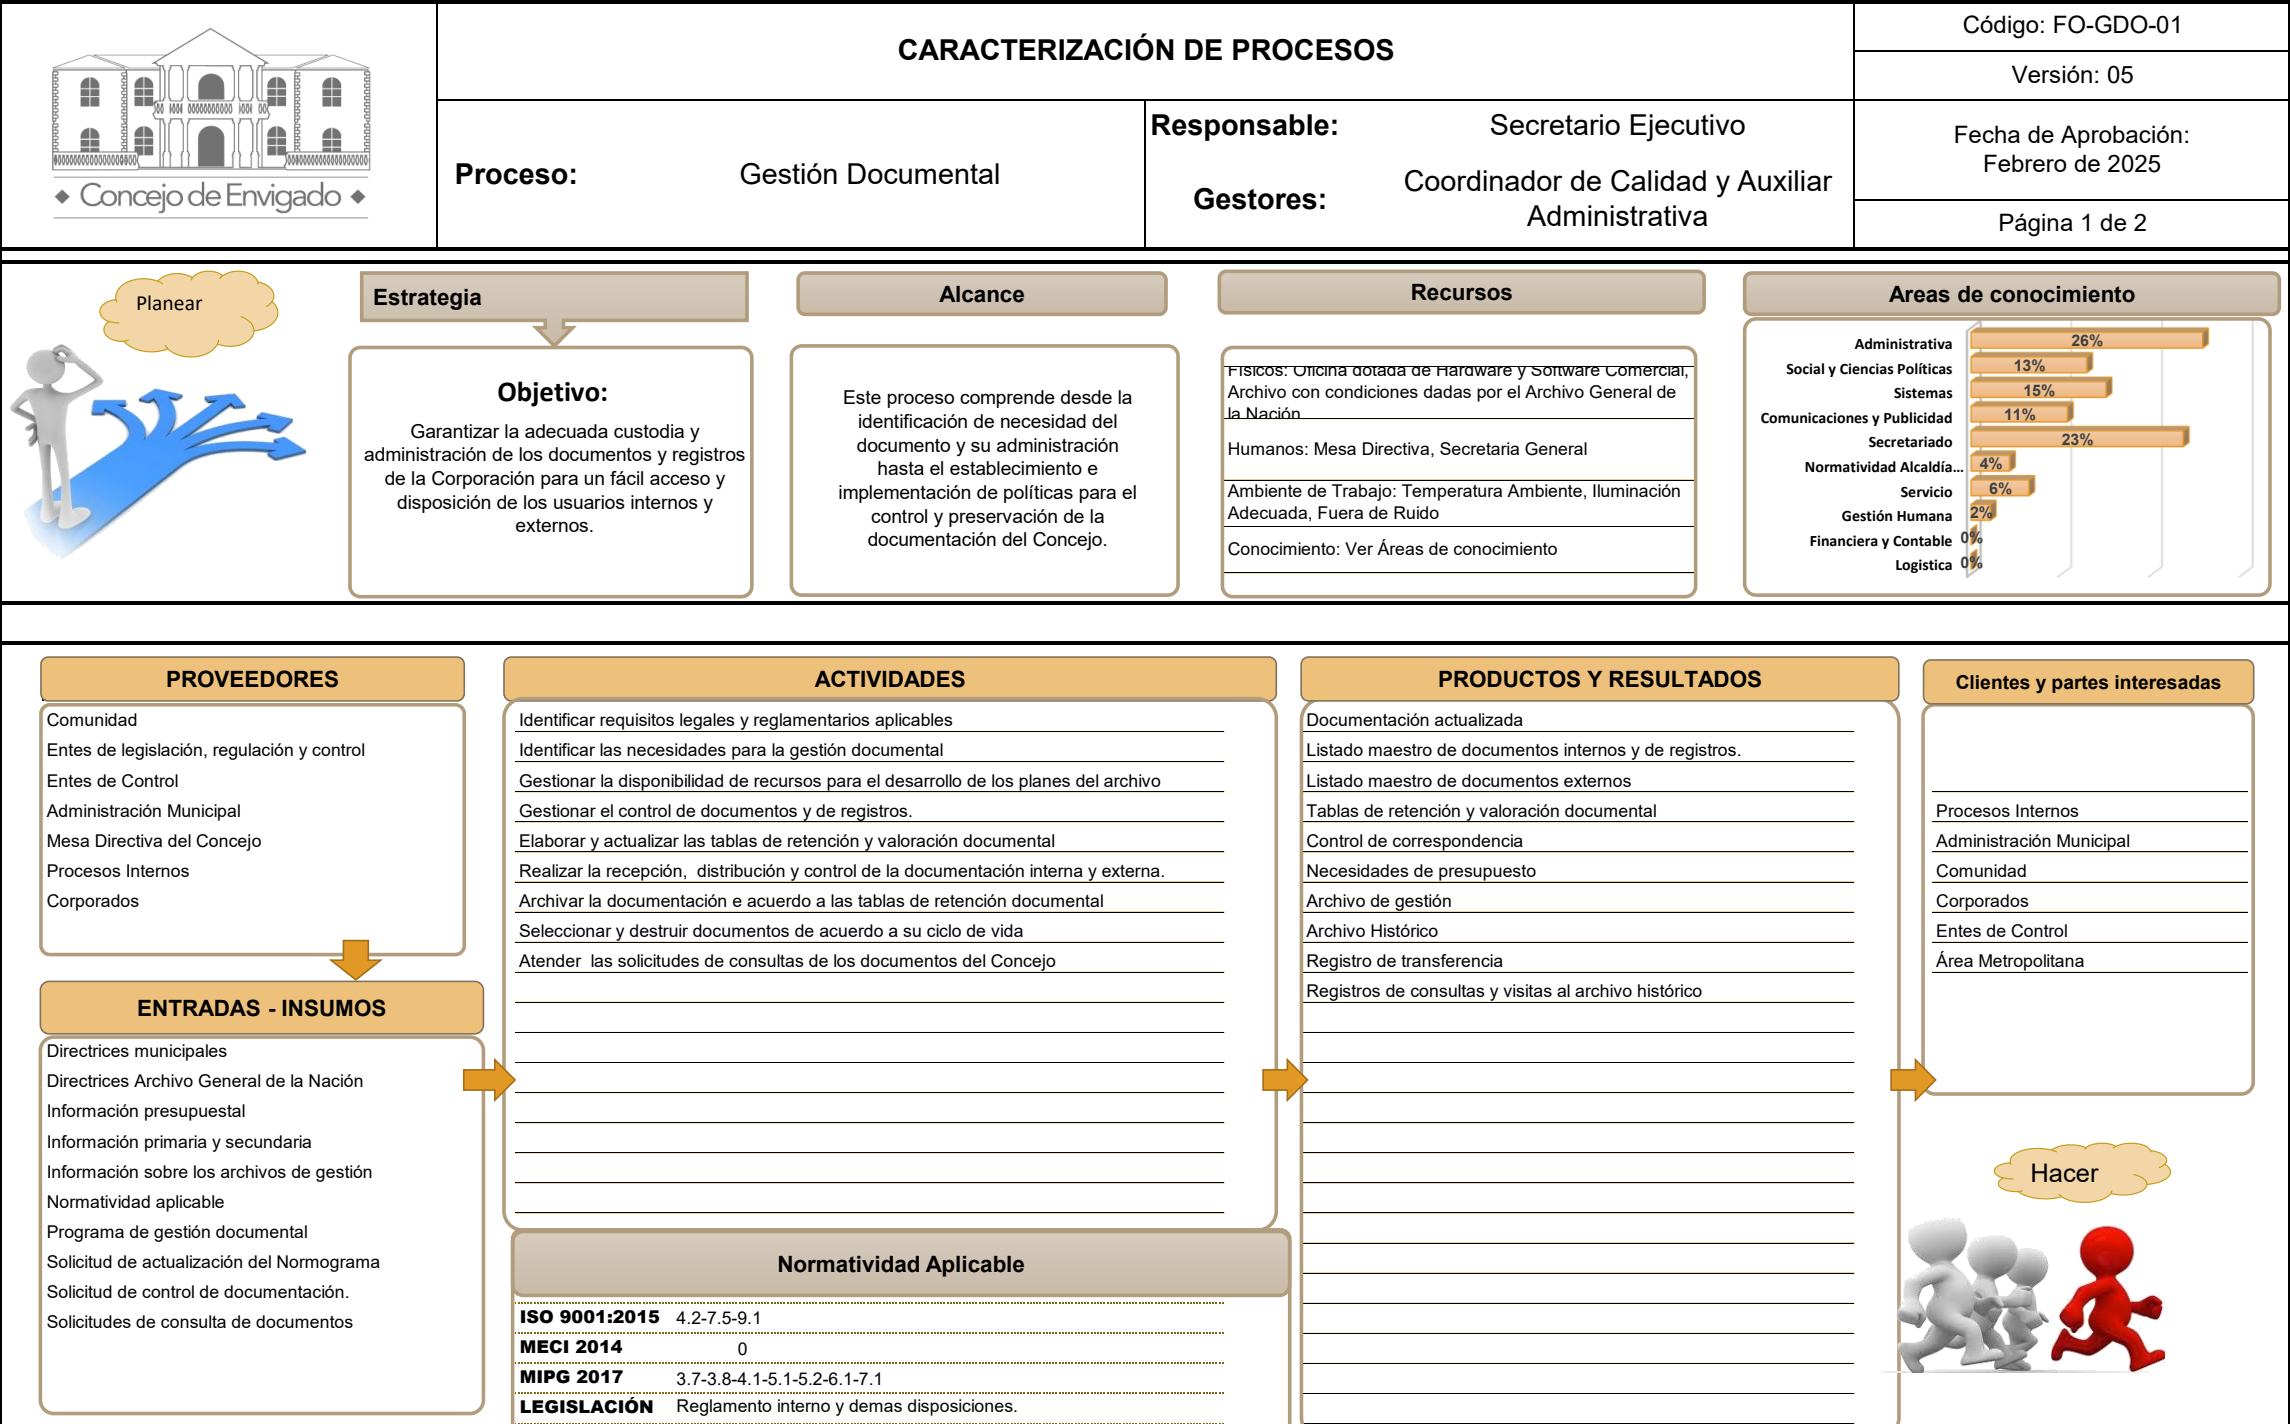 Concejo de Envigado
CARACTERIZACIÓN DE PROCESOS
Código: FO-GDO-01
Versión: 05
Proceso: Gestión Documental
Responsable: Secretario Ejecutivo
Gestores: Coordinador de Calidad y Auxiliar
Administrativa
Fecha de Aprobación:
Febrero de 2025
Página 1 de 2
Planear
Estrategia
Objetivo:
Garantizar la adecuada custodia y
administración de los documentos y registros
de la Corporación para un fácil acceso y
disposición de los usuarios internos y
externos.
Alcance
Este proceso comprende desde la
identificación de necesidad del
documento y su administración
hasta el establecimiento e
implementación de políticas para el
control y preservación de la
documentación del Concejo.
Recursos
Físicos: Oficina dotada de Hardware y Software Comercial,
Archivo con condiciones dadas por el Archivo General de
la Nación
Humanos: Mesa Directiva, Secretaria General
Ambiente de Trabajo: Temperatura Ambiente, Iluminación
Adecuada, Fuera de Ruido
Conocimiento: Ver Áreas de conocimiento
Areas de conocimiento
Administrativa 26%
Social y Ciencias Políticas 13%
Sistemas 15%
Comunicaciones y Publicidad 11%
Secretariado 23%
Normatividad Alcaldía... 4%
Servicio 6%
Gestión Humana 2%
Financiera y Contable 0%
Logistica 0%
PROVEEDORES
Comunidad
Entes de legislación, regulación y control
Entes de Control
Administración Municipal
Mesa Directiva del Concejo
Procesos Internos
Corporados
ENTRADAS - INSUMOS
Directrices municipales
Directrices Archivo General de la Nación
Información presupuestal
Información primaria y secundaria
Información sobre los archivos de gestión
Normatividad aplicable
Programa de gestión documental
Solicitud de actualización del Normograma
Solicitud de control de documentación.
Solicitudes de consulta de documentos
ACTIVIDADES
Identificar requisitos legales y reglamentarios aplicables
Identificar las necesidades para la gestión documental
Gestionar la disponibilidad de recursos para el desarrollo de los planes del archivo
Gestionar el control de documentos y de registros.
Elaborar y actualizar las tablas de retención y valoración documental
Realizar la recepción,  distribución y control de la documentación interna y externa.
Archivar la documentación e acuerdo a las tablas de retención documental
Seleccionar y destruir documentos de acuerdo a su ciclo de vida
Atender  las solicitudes de consultas de los documentos del Concejo
Normatividad Aplicable
ISO 9001:2015 4.2-7.5-9.1
MECI 2014 0
MIPG 2017 3.7-3.8-4.1-5.1-5.2-6.1-7.1
LEGISLACIÓN Reglamento interno y demas disposiciones.
PRODUCTOS Y RESULTADOS
Documentación actualizada
Listado maestro de documentos internos y de registros.
Listado maestro de documentos externos
Tablas de retención y valoración documental
Control de correspondencia
Necesidades de presupuesto
Archivo de gestión
Archivo Histórico
Registro de transferencia
Registros de consultas y visitas al archivo histórico
Clientes y partes interesadas
Procesos Internos
Administración Municipal
Comunidad
Corporados
Entes de Control
Área Metropolitana
Hacer